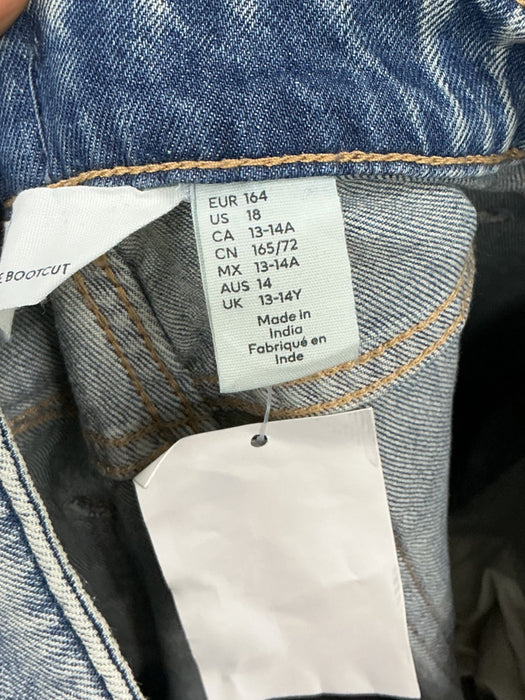 E BOOTCUT
EUR 164
US 18
CA 13-14A
CN 165/72
MX 13-14A
AUS 14
UK 13-14Y
Made in
India
Fabriqué en
Inde